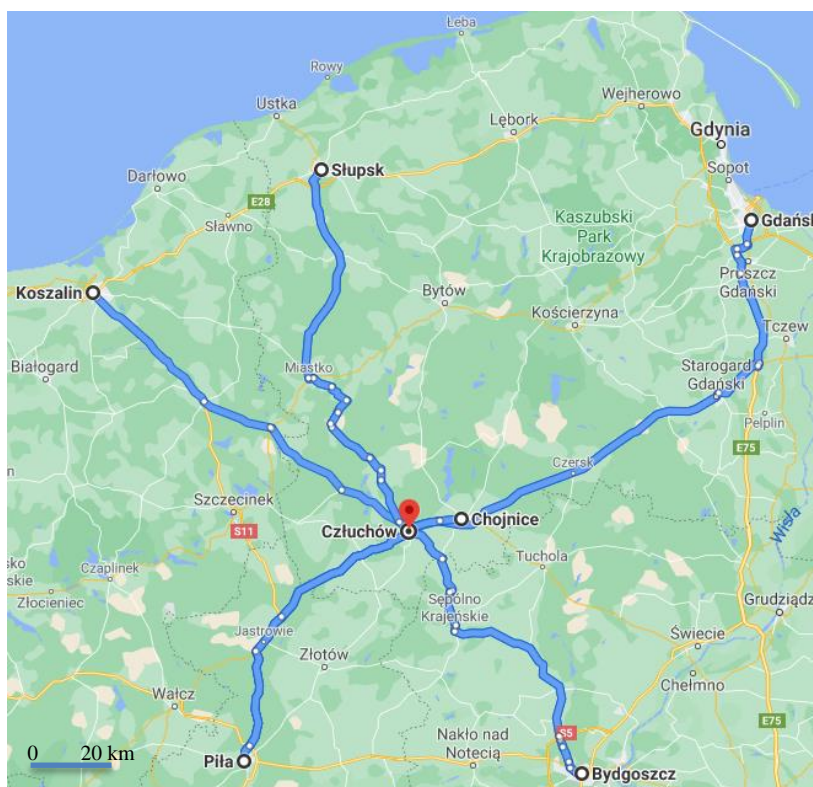 Łeba
Rowy
Ustka
Wejherowo
Lębork
Gdynia
Słupsk
Sopot
Darłowo
E28
Sławno
Kaszubski
Park
Krajobrazowy
Gdańsk
Pruszcz
Gdański
Koszalin
Bytów
Kościerzyna
Tczew
Białogard
Miastko
Starogard
Gdański
Pelplin
E75
Czersk
Szczecinek
S11
Człuchów
Chojnice
Wisła
Tuchola
Czaplinek
Złocieniec
Sępólno
Krajeńskie
Grudziądz
Jastrowie
Świecie
Złotów
Chełmno
Wałcz
E75
S5
Nakło nad
Notecią
0 20 km
Piła
Bydgoszcz